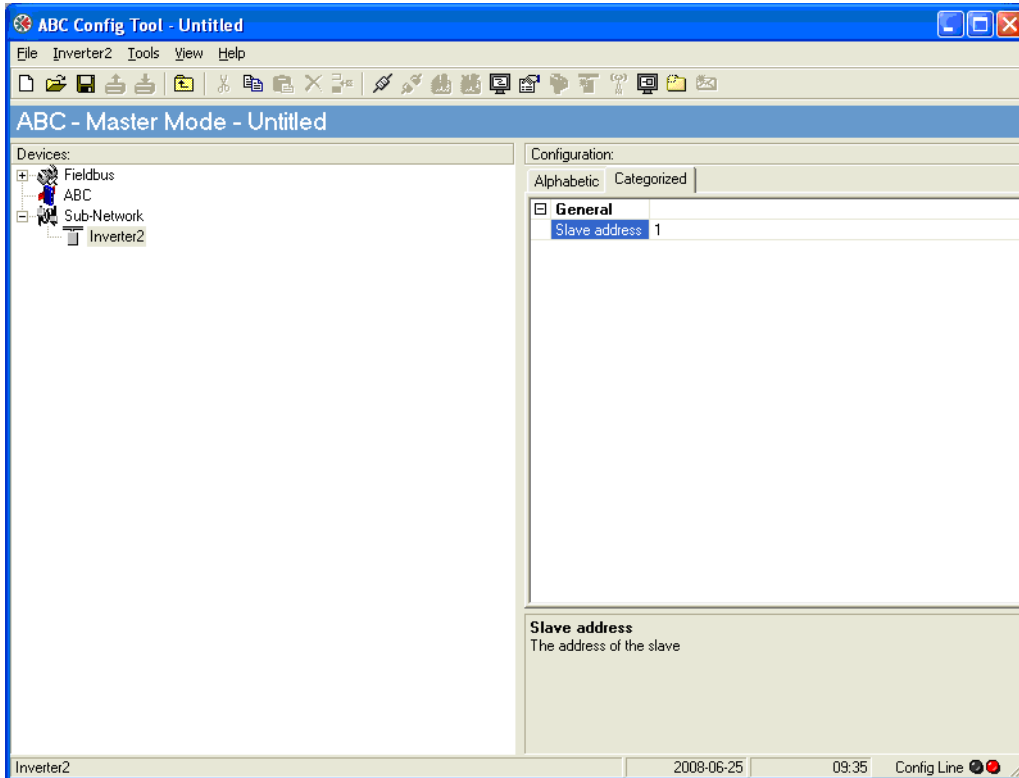 ABC Config Tool - Untitled
File Inverter2 Tools View Help
ABC - Master Mode - Untitled
Devices:
Fieldbus
ABC
Sub-Network
Inverter2
Configuration:
Alphabetic Categorized
General
Slave address 1
Slave address
The address of the slave
Inverter2 2008-06-25 09:35 Config Line